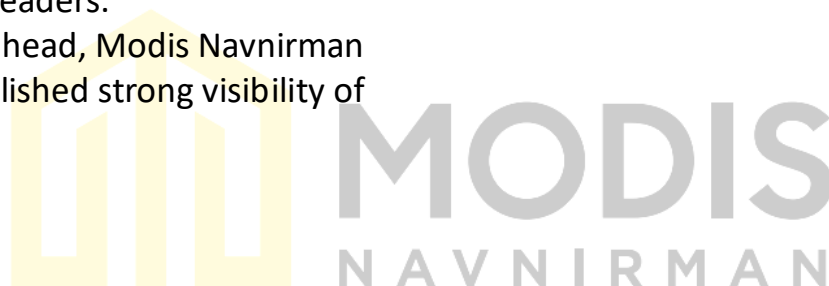 eaders.
head, Modis Navnirman
lished strong visibility of
MODIS
NAVNIRMAN